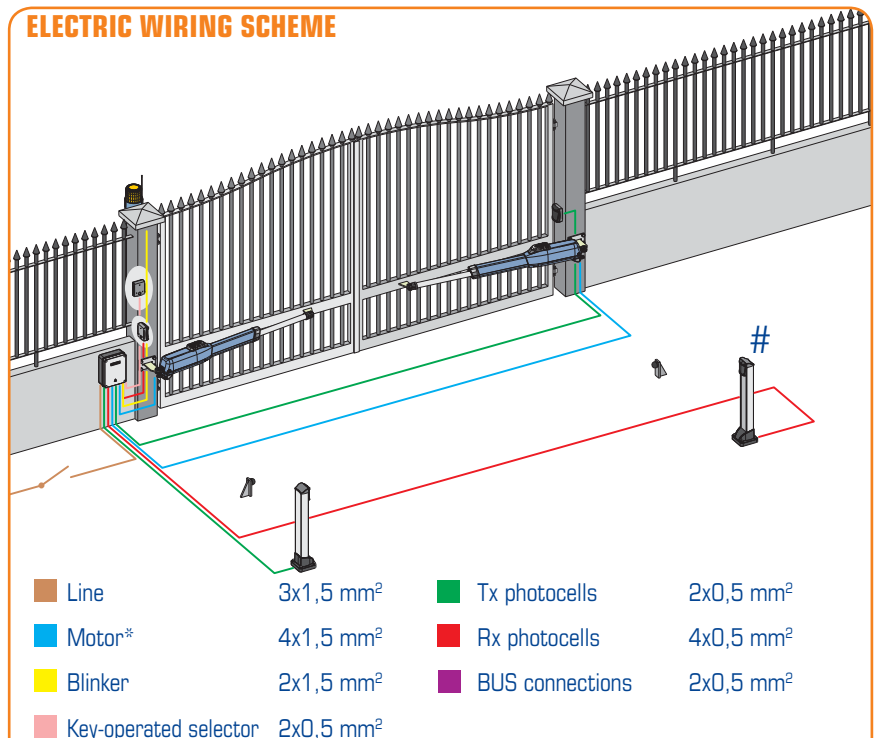 ELECTRIC WIRING SCHEME
#
Line 3x1,5 mm²
Motor* 4x1,5 mm²
Blinker 2x1,5 mm²
Key-operated selector 2x0,5 mm²
Tx photocells 2x0,5 mm²
Rx photocells 4x0,5 mm²
BUS connections 2x0,5 mm²